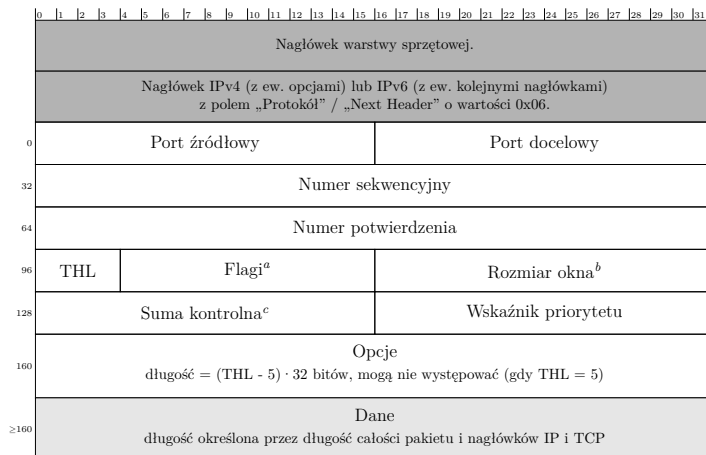 0 1 2 3 4 5 6 7 8 9 10 11 12 13 14 15 16 17 18 19 20 21 22 23 24 25 26 27 28 29 30 31
Nagłówek warstwy sprzętowej.
Nagłówek IPv4 (z ew. opcjami) lub IPv6 (z ew. kolejnymi nagłówkami)
z polem „Protokół” / „Next Header” o wartości 0x06.
0 Port źródłowy Port docelowy
32 Numer sekwencyjny
64 Numer potwierdzenia
96 THL Flagiᵃ Rozmiar oknaᵇ
128 Suma kontrolnaᶜ Wskaźnik priorytetu
Opcje
160 długość = (THL - 5) · 32 bitów, mogą nie występować (gdy THL = 5)
Dane
≥160 długość określona przez długość całości pakietu i nagłówków IP i TCP